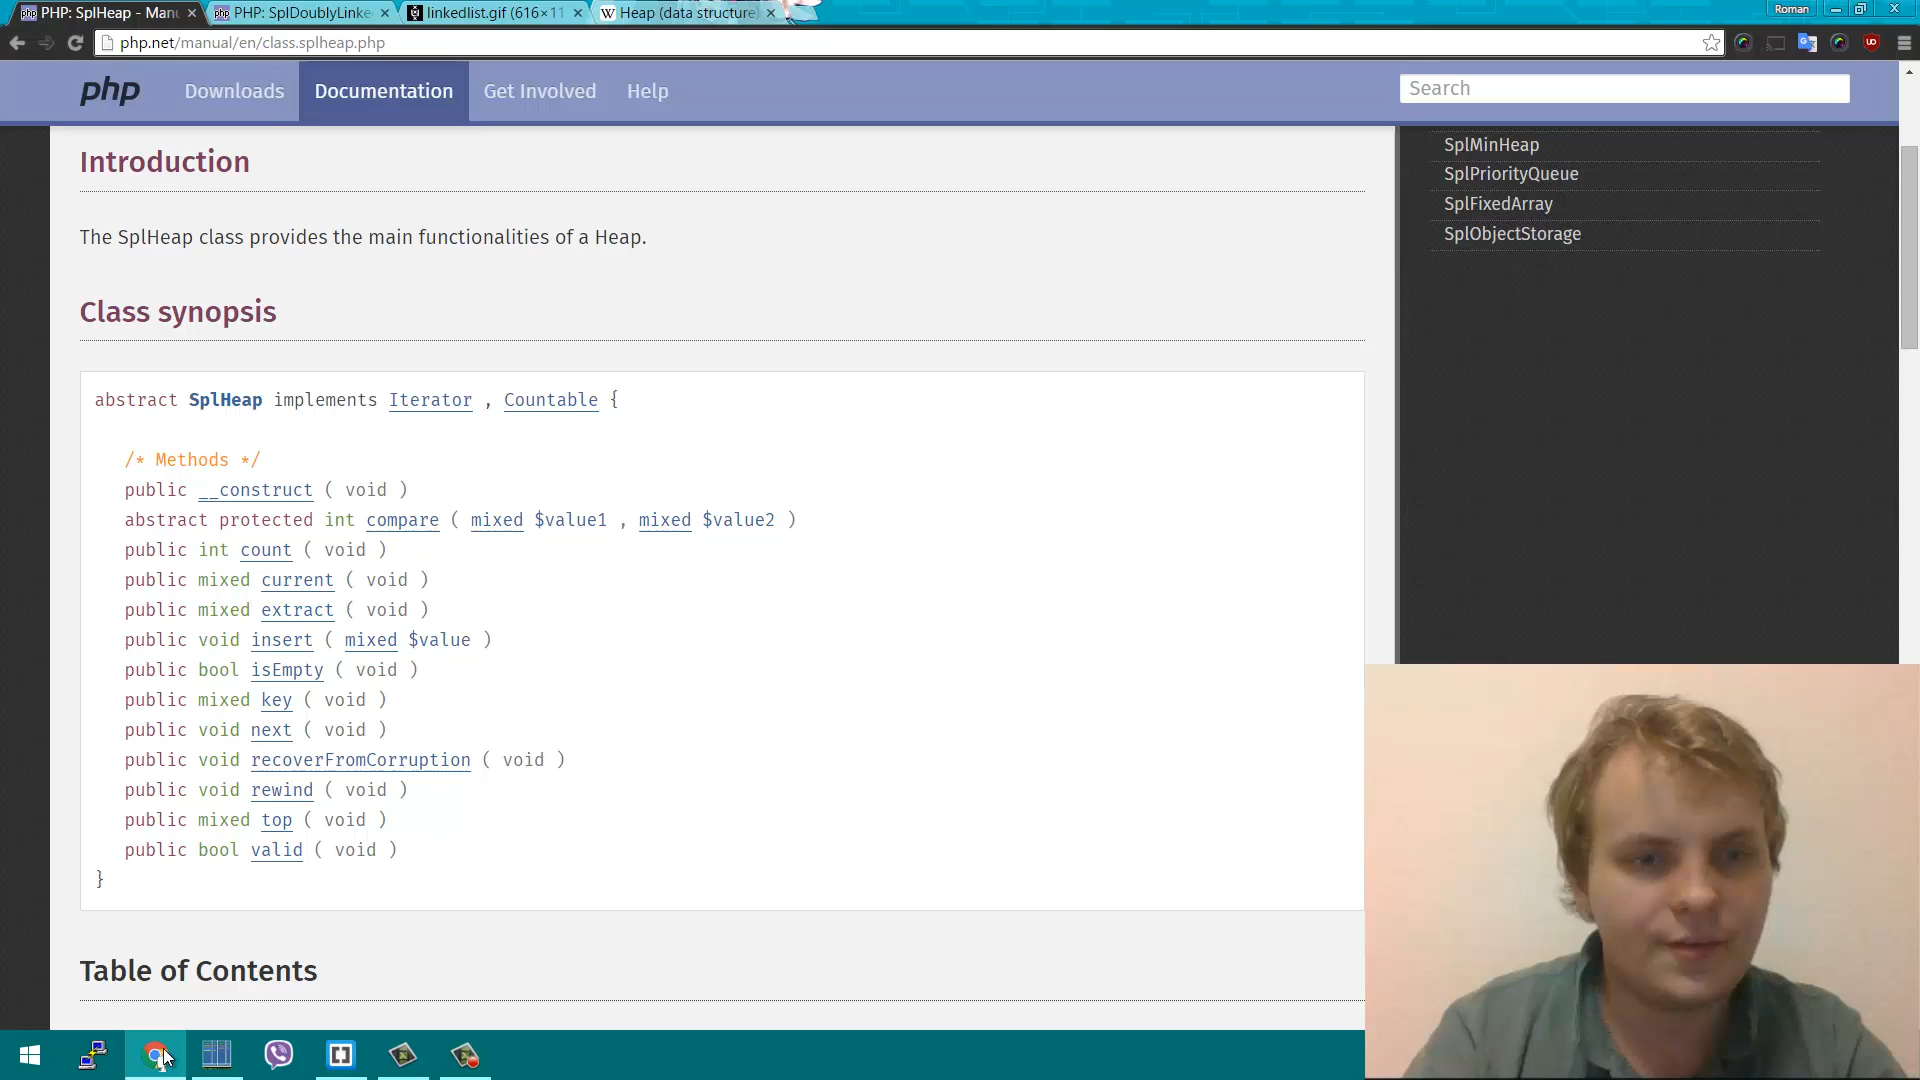 PHP: SplHeap - Manu
PHP: SplDoublyLinke
linkedlist.gif (616×11
Heap (data structure)
Roman
php.net/manual/en/class.splheap.php
php
Downloads
Documentation
Get Involved
Help
Search
Introduction
The SplHeap class provides the main functionalities of a Heap.
Class synopsis
abstract SplHeap implements Iterator , Countable {
/* Methods */
public __construct ( void )
abstract protected int compare ( mixed $value1 , mixed $value2 )
public int count ( void )
public mixed current ( void )
public mixed extract ( void )
public void insert ( mixed $value )
public bool isEmpty ( void )
public mixed key ( void )
public void next ( void )
public void recoverFromCorruption ( void )
public void rewind ( void )
public mixed top ( void )
public bool valid ( void )
}
Table of Contents
SplMinHeap
SplPriorityQueue
SplFixedArray
SplObjectStorage